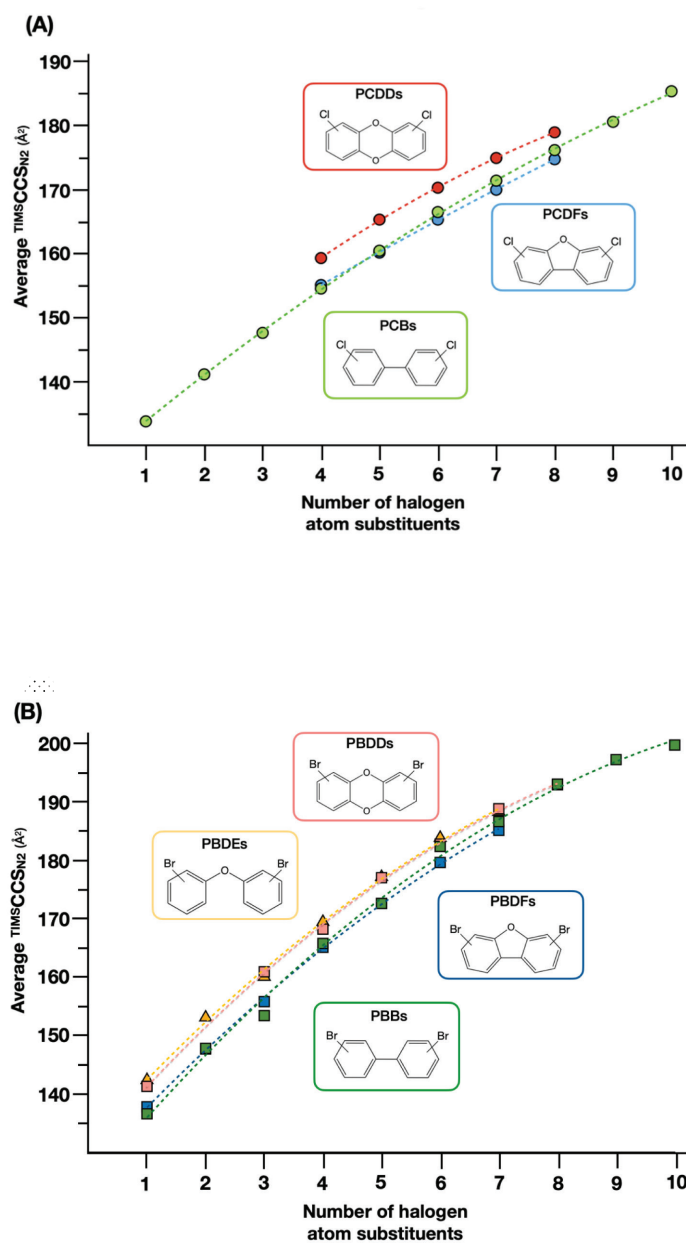 (A)
190
180
170
160
150
140
Average TIMSCCSN2 (Å²)
PCDDs
Cl
Cl
O
O
PCDFs
Cl
O
Cl
PCBs
Cl
Cl
1 2 3 4 5 6 7 8 9 10
Number of halogen
atom substituents
(B)
200
190
180
170
160
150
140
Average TIMSCCSN2 (Å²)
PBDDs
Br
Br
O
O
PBDEs
Br
O
Br
PBDFs
Br
O
Br
PBBs
Br
Br
1 2 3 4 5 6 7 8 9 10
Number of halogen
atom substituents